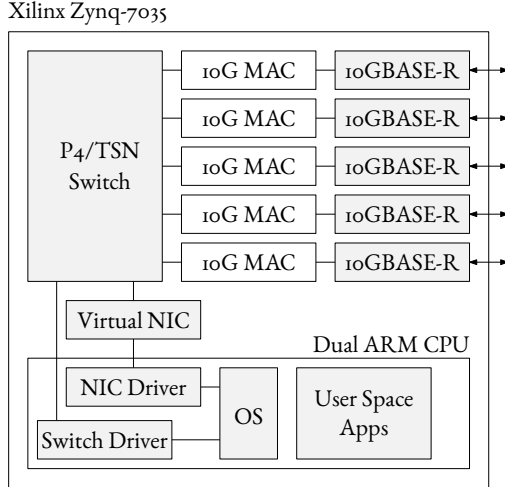 Xilinx Zynq-7035
P4/TSN
Switch
10G MAC
10GBASE-R
10G MAC
10GBASE-R
10G MAC
10GBASE-R
10G MAC
10GBASE-R
10G MAC
10GBASE-R
Virtual NIC
Dual ARM CPU
NIC Driver
Switch Driver
OS
User Space
Apps